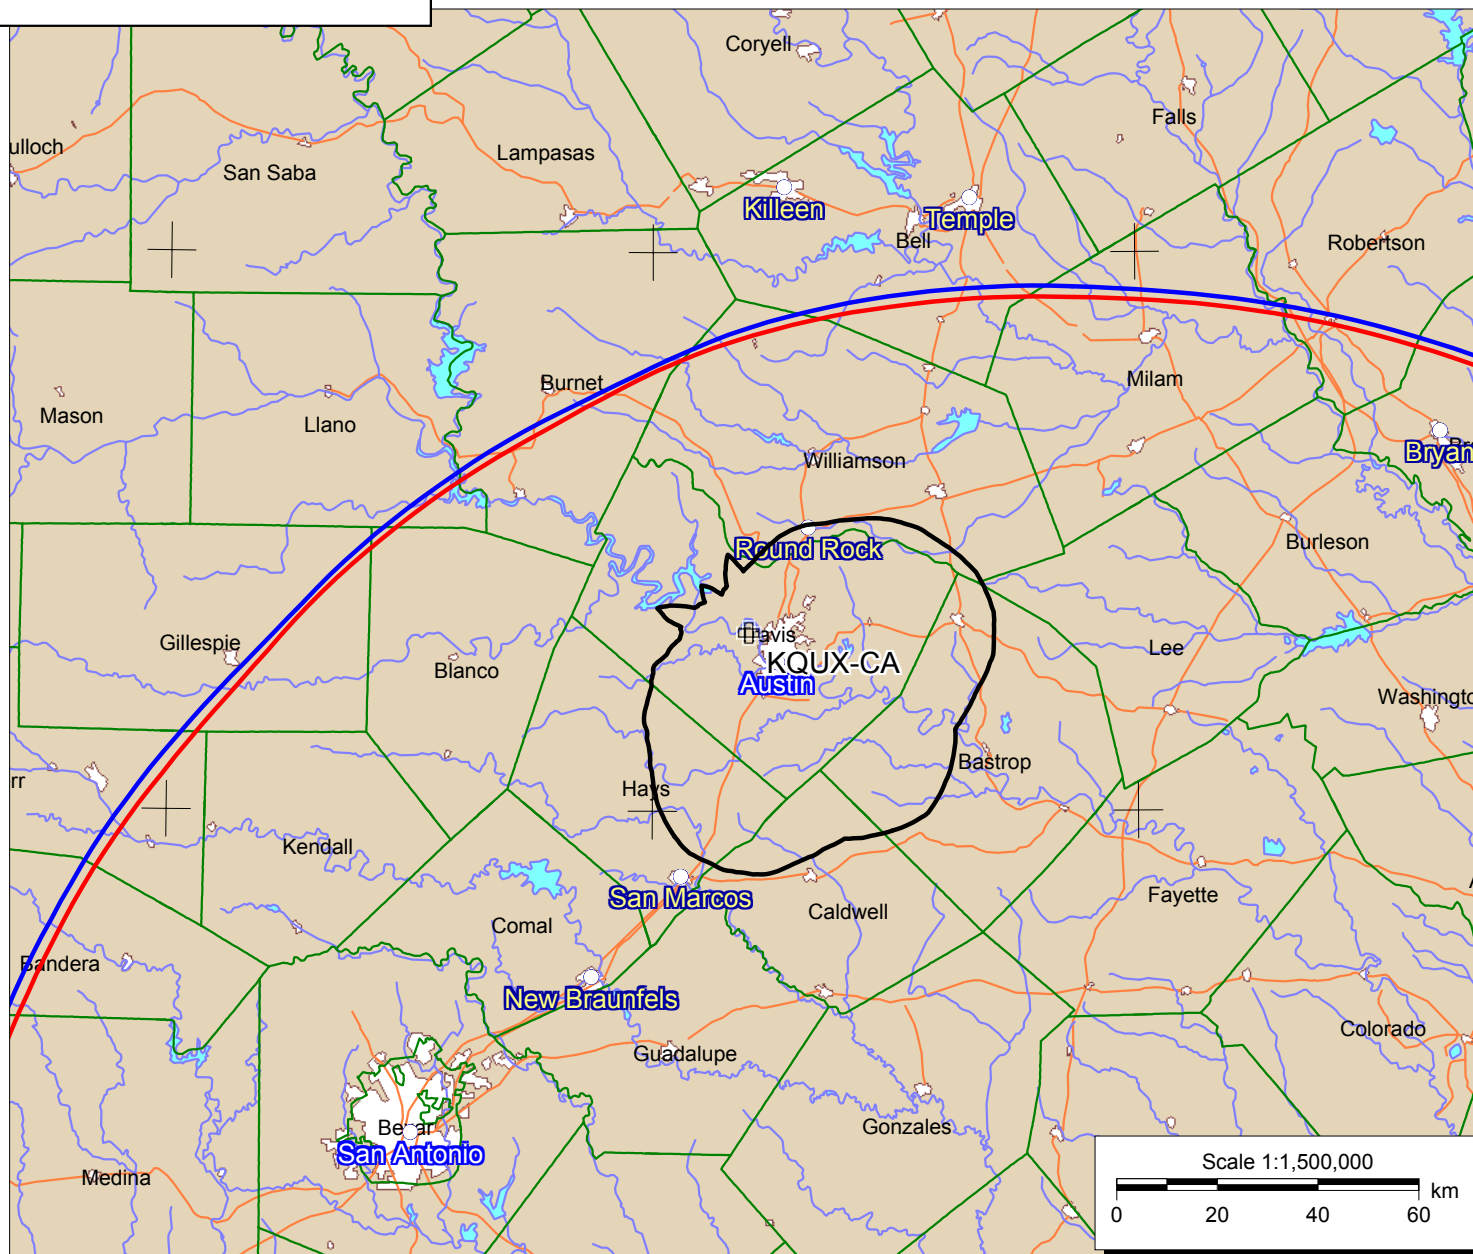 Coryell
Falls
ulloch
San Saba
Lampasas
Killeen
Temple
Bell
Robertson
Burnet
Milam
Mason
Llano
Williamson
Bryan
Round Rock
Burleson
Gillespie
Travis
Lee
Blanco
KQUX-CA
Austin
Washingto
rr
Bastrop
Hays
Kendall
San Marcos
Caldwell
Fayette
Comal
Bandera
New Braunfels
Colorado
Guadalupe
Bexar
Gonzales
San Antonio
Medina
Scale 1:1,500,000
km
0 20 40 60